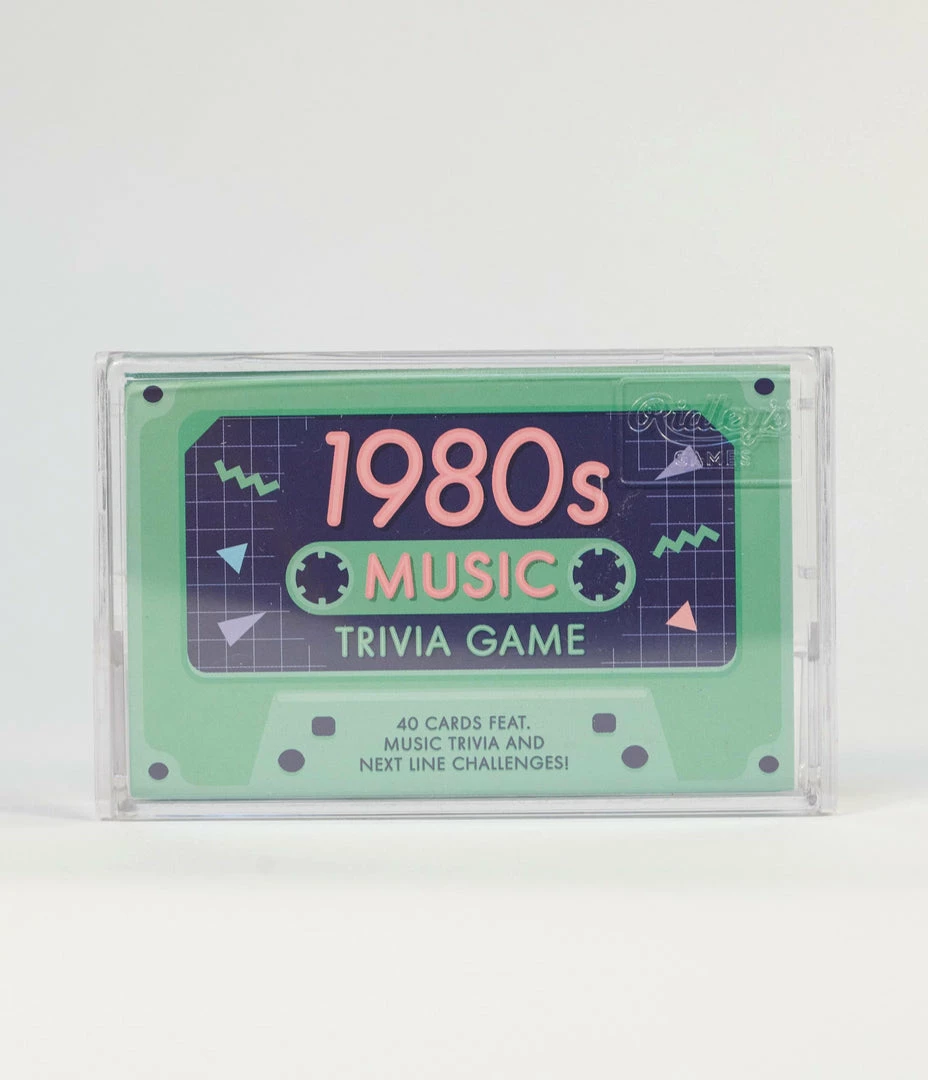 Ridley's
GAMES
1980s
MUSIC
TRIVIA GAME
40 CARDS FEAT.
MUSIC TRIVIA AND
NEXT LINE CHALLENGES!